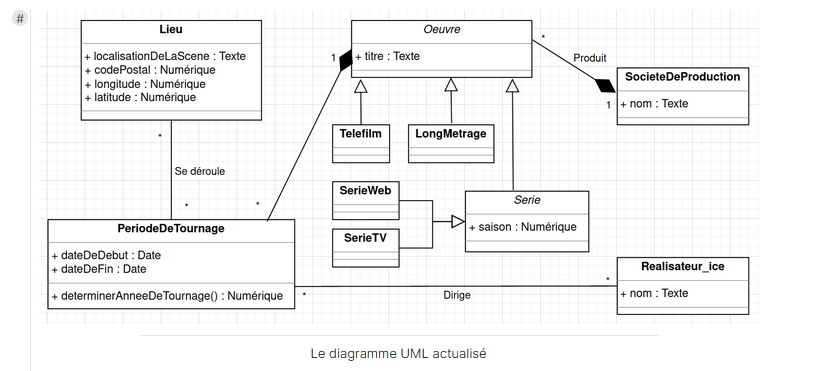 #
Lieu
+ localisationDeLaScene : Texte
+ codePostal : Numérique
+ longitude : Numérique
+ latitude : Numérique
Oeuvre
+ titre : Texte
1
*
Produit
SocieteDeProduction
+ nom : Texte
1
Telefilm
LongMetrage
*
Se déroule
*
*
SerieWeb
SerieTV
Serie
+ saison : Numérique
PeriodeDeTournage
+ dateDeDebut : Date
+ dateDeFin : Date
+ determinerAnneeDeTournage() : Numérique
*
Dirige
*
Realisateur_ice
+ nom : Texte
Le diagramme UML actualisé